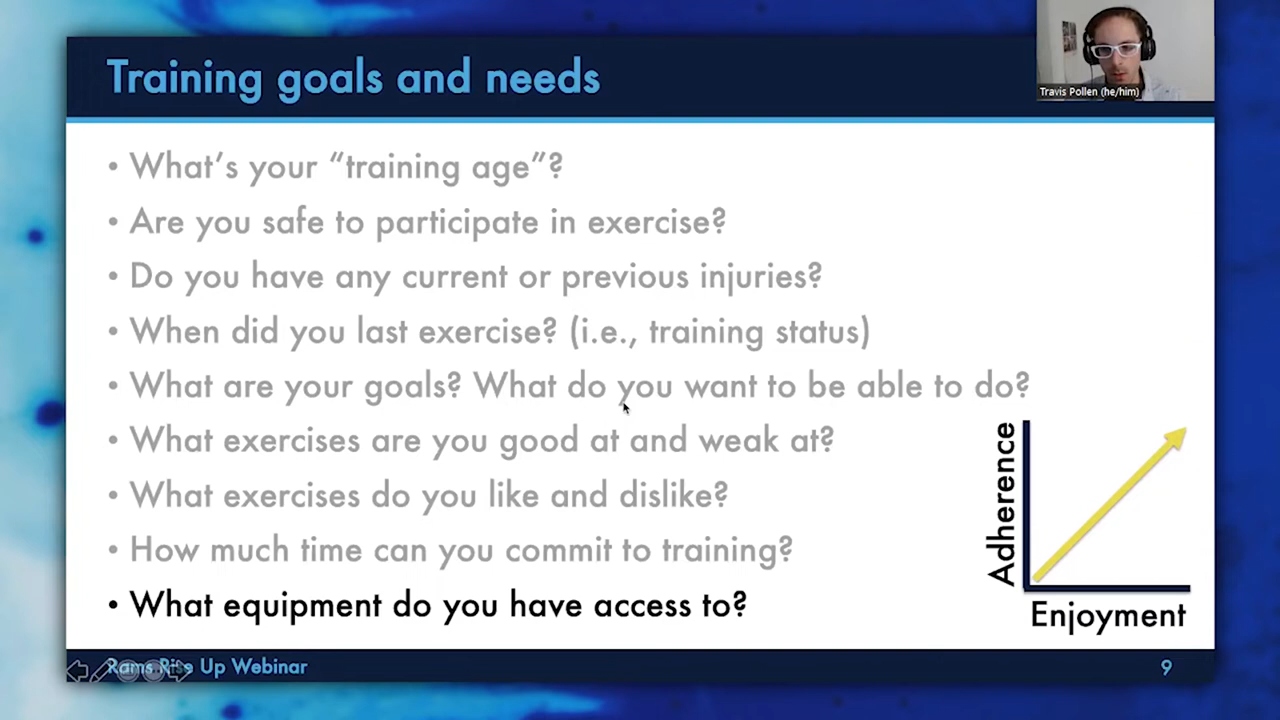 Training goals and needs
Travis Pollen (he/him)
• What's your “training age”?
• Are you safe to participate in exercise?
• Do you have any current or previous injuries?
• When did you last exercise? (i.e., training status)
• What are your goals? What do you want to be able to do?
• What exercises are you good at and weak at?
• What exercises do you like and dislike?
• How much time can you commit to training?
• What equipment do you have access to?
Adherence
Enjoyment
Rams Rise Up Webinar
9